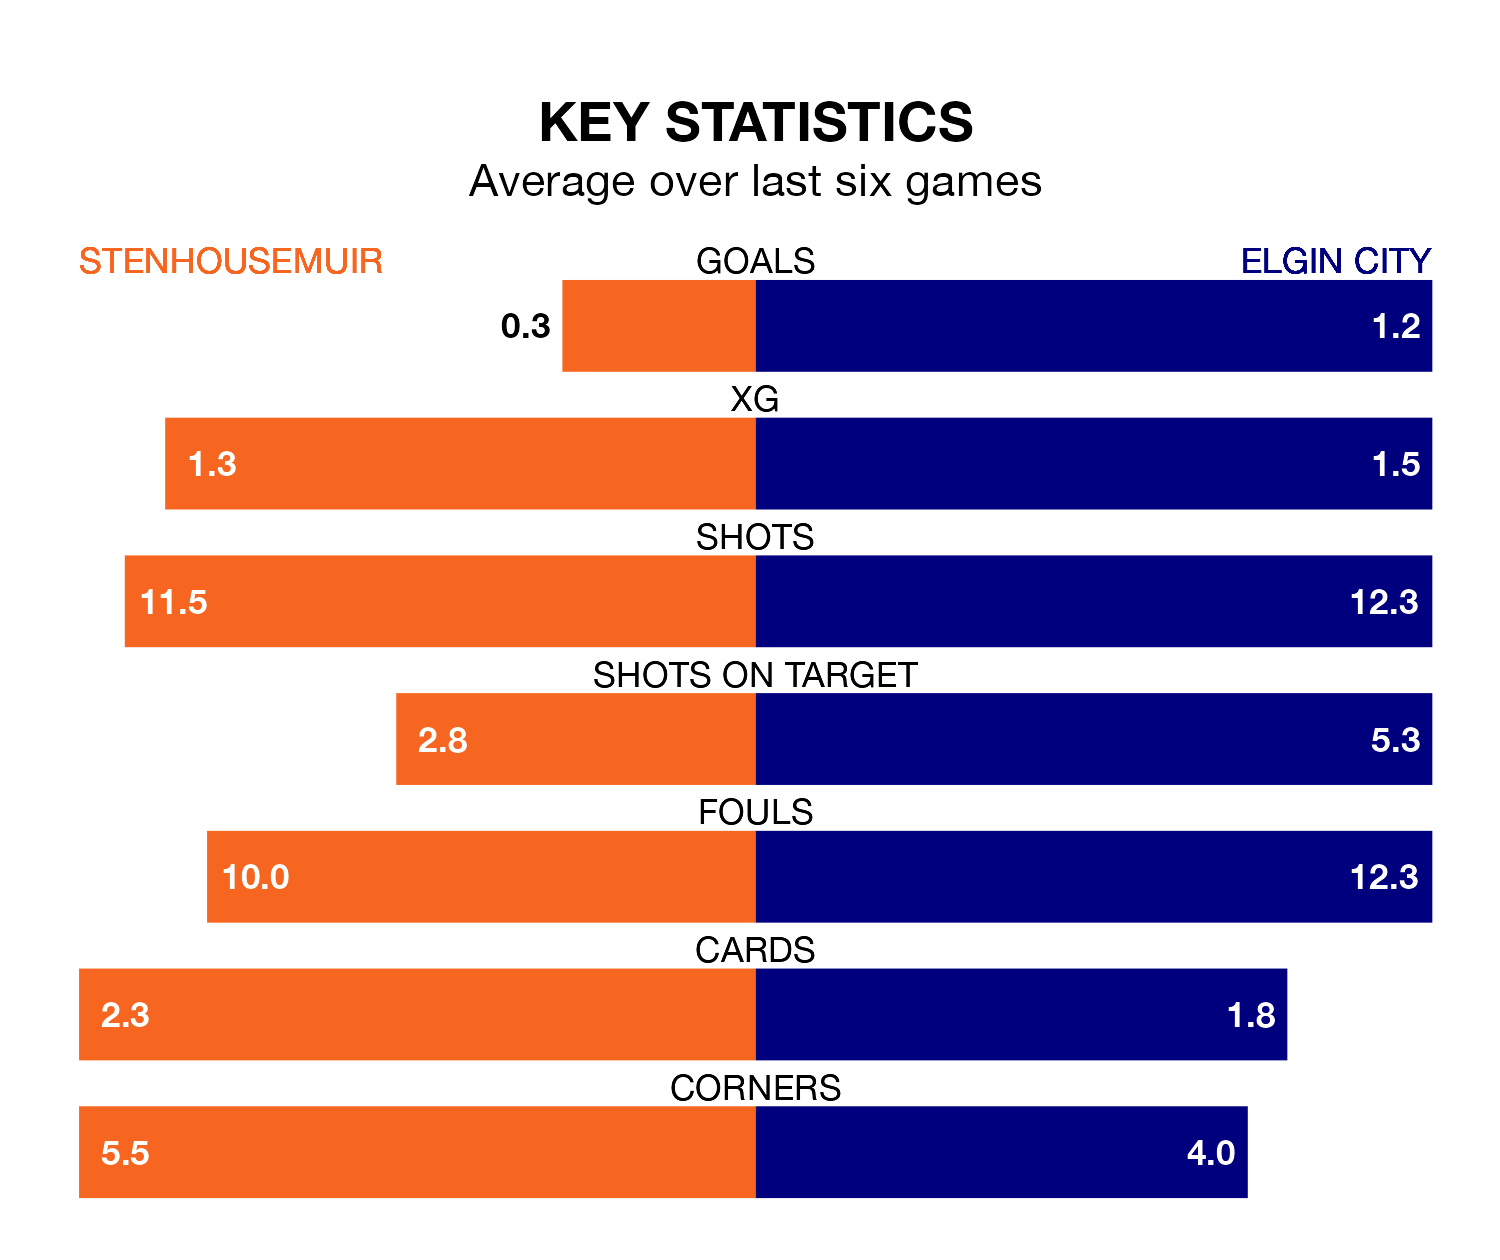 KEY STATISTICS
Average over last six games
STENHOUSEMUIR GOALS ELGIN CITY
0.3 1.2
XG
1.3 1.5
SHOTS
11.5 12.3
SHOTS ON TARGET
2.8 5.3
FOULS
10.0 12.3
CARDS
2.3 1.8
CORNERS
5.5 4.0